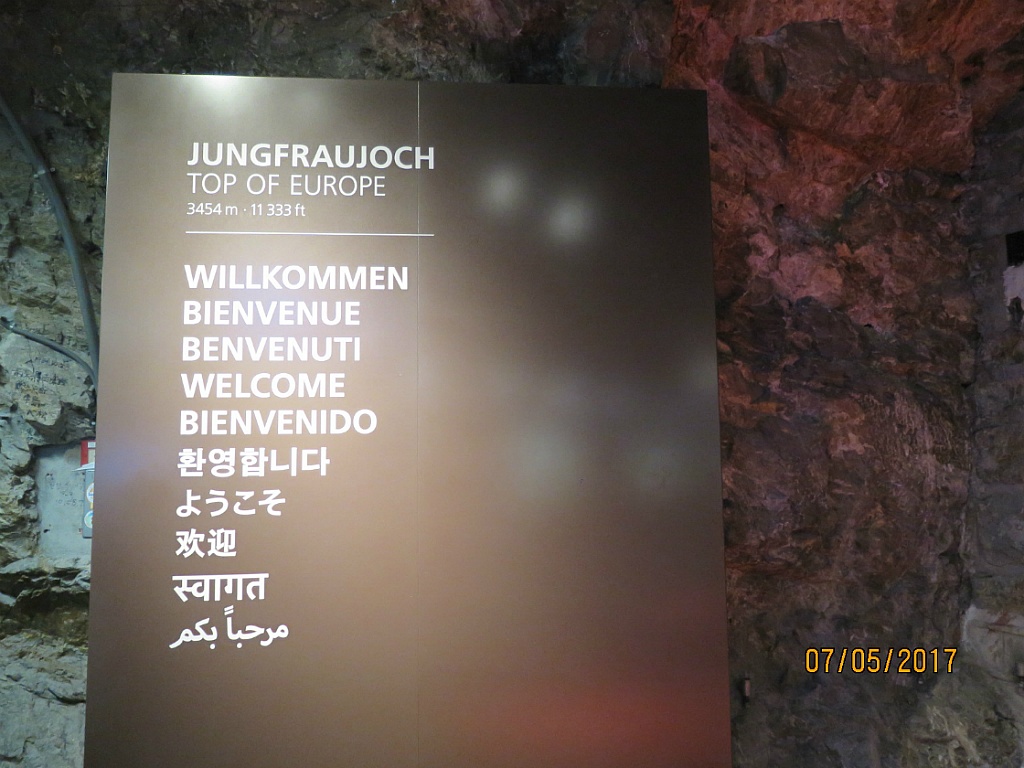 JUNGFRAUJOCH
TOP OF EUROPE
3454 m · 11 333 ft
WILLKOMMEN
BIENVENUE
BENVENUTI
WELCOME
BIENVENIDO
환영합니다
ようこそ
欢迎
स्वागत
مرحباً بكم
07/05/2017